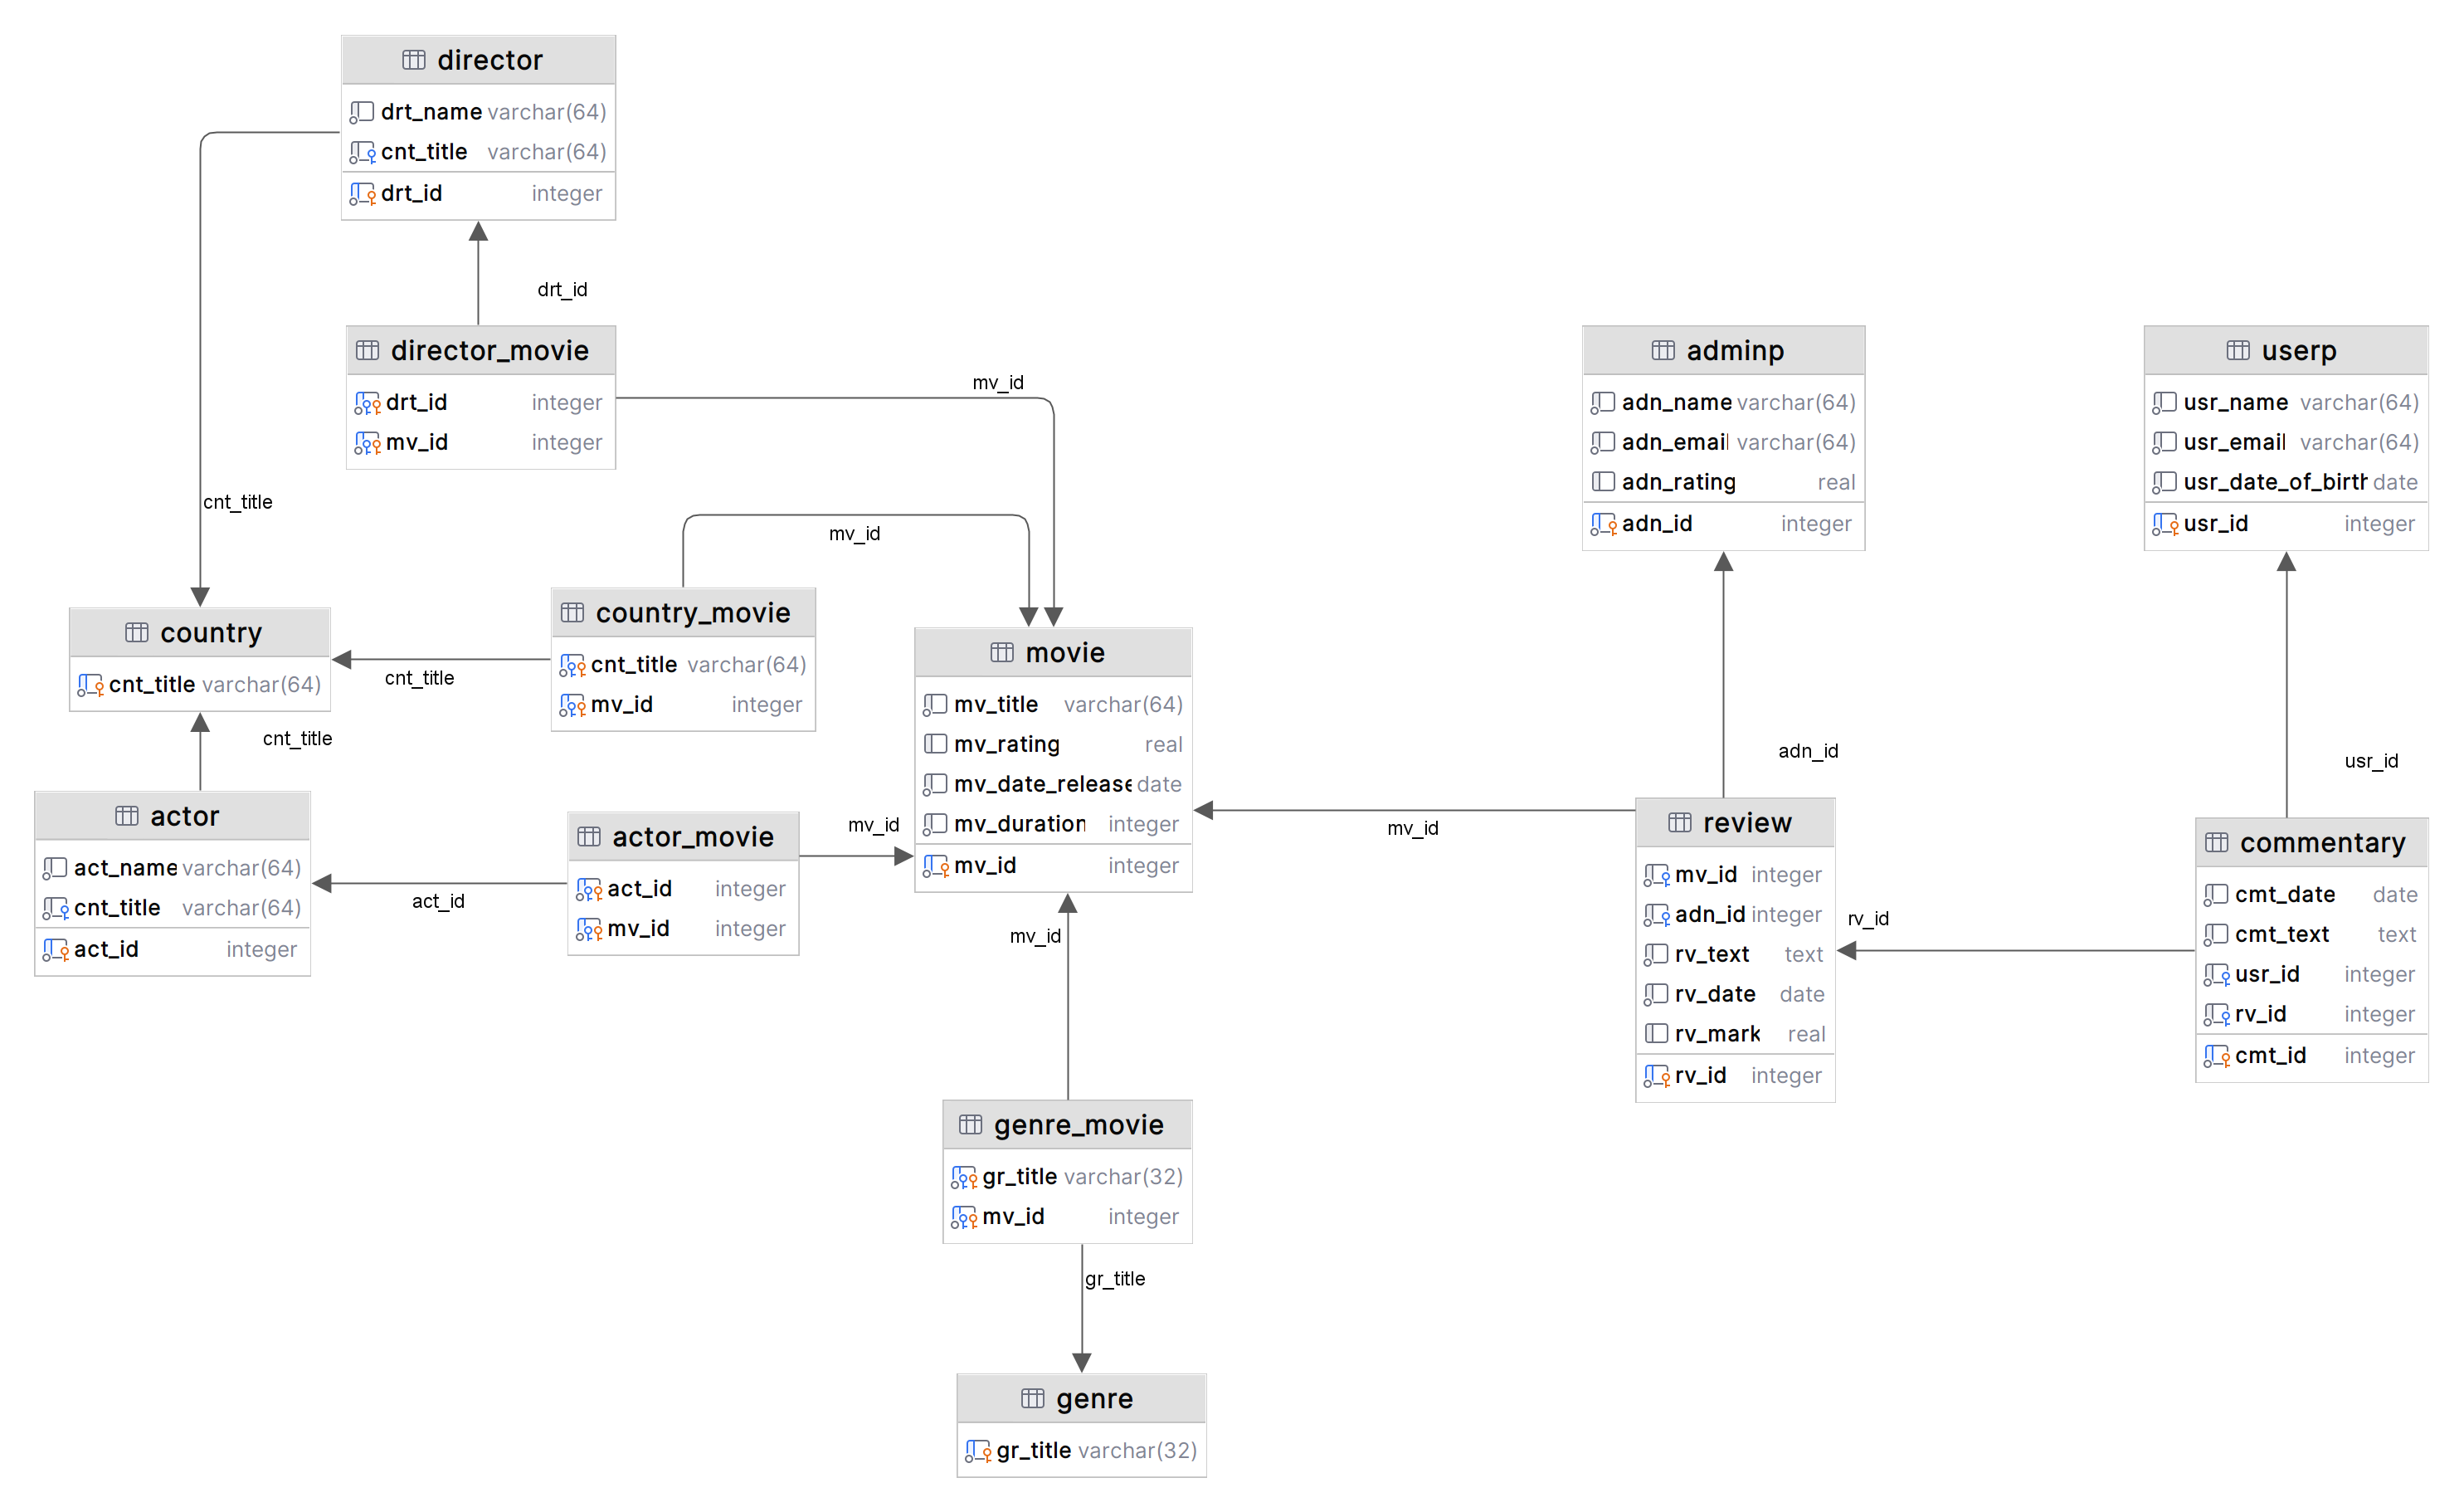 director
drt_name varchar(64)
cnt_title varchar(64)
drt_id integer
drt_id
director_movie
drt_id integer
mv_id integer
mv_id
cnt_title
mv_id
country
cnt_title varchar(64)
cnt_title
country_movie
cnt_title varchar(64)
mv_id integer
cnt_title
actor
act_name varchar(64)
cnt_title varchar(64)
act_id integer
act_id
actor_movie
act_id integer
mv_id integer
mv_id
movie
mv_title varchar(64)
mv_rating real
mv_date_release date
mv_duration integer
mv_id integer
mv_id
genre_movie
gr_title varchar(32)
mv_id integer
gr_title
genre
gr_title varchar(32)
adminp
adn_name varchar(64)
adn_email varchar(64)
adn_rating real
adn_id integer
adn_id
mv_id
review
mv_id integer
adn_id integer
rv_text text
rv_date date
rv_mark real
rv_id integer
rv_id
userp
usr_name varchar(64)
usr_email varchar(64)
usr_date_of_birth date
usr_id integer
usr_id
commentary
cmt_date date
cmt_text text
usr_id integer
rv_id integer
cmt_id integer